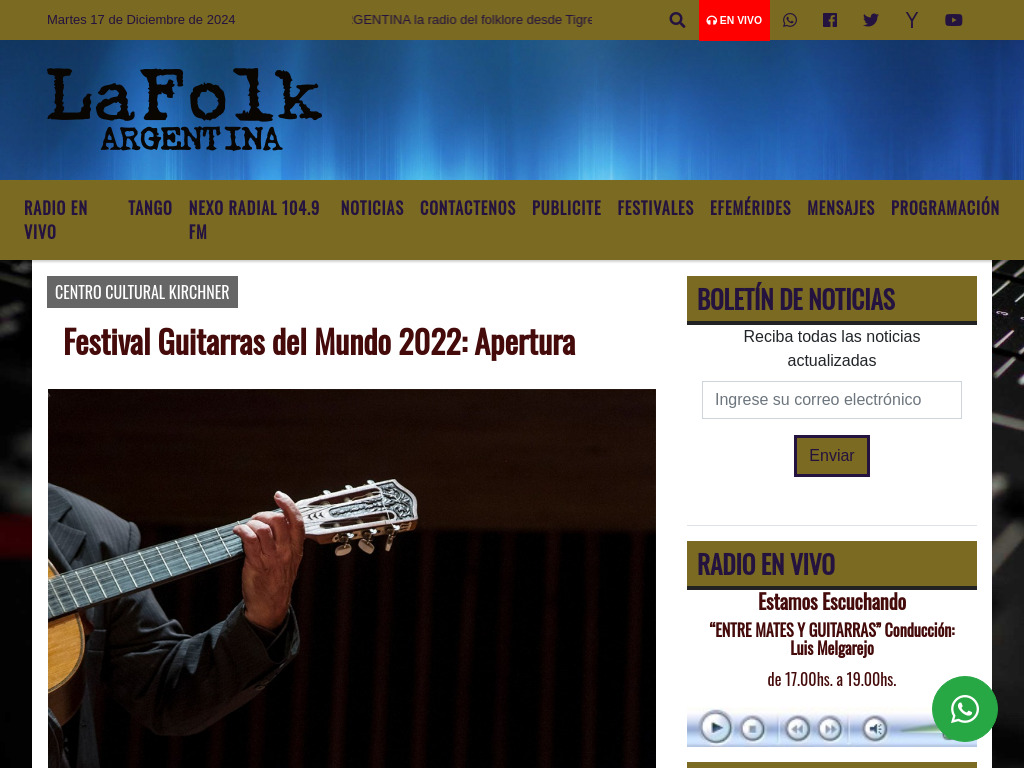 Martes 17 de Diciembre de 2024
GENTINA la radio del folklore desde Tigre
EN VIVO
LaFolk
ARGENTINA
RADIO EN VIVO
TANGO
NEXO RADIAL 104.9 FM
NOTICIAS
CONTACTENOS
PUBLICITE
FESTIVALES
EFEMÉRIDES
MENSAJES
PROGRAMACIÓN
CENTRO CULTURAL KIRCHNER
Festival Guitarras del Mundo 2022: Apertura
BOLETÍN DE NOTICIAS
Reciba todas las noticias
actualizadas
Ingrese su correo electrónico
Enviar
RADIO EN VIVO
Estamos Escuchando
“ENTRE MATES Y GUITARRAS” Conducción:
Luis Melgarejo
de 17.00hs. a 19.00hs.